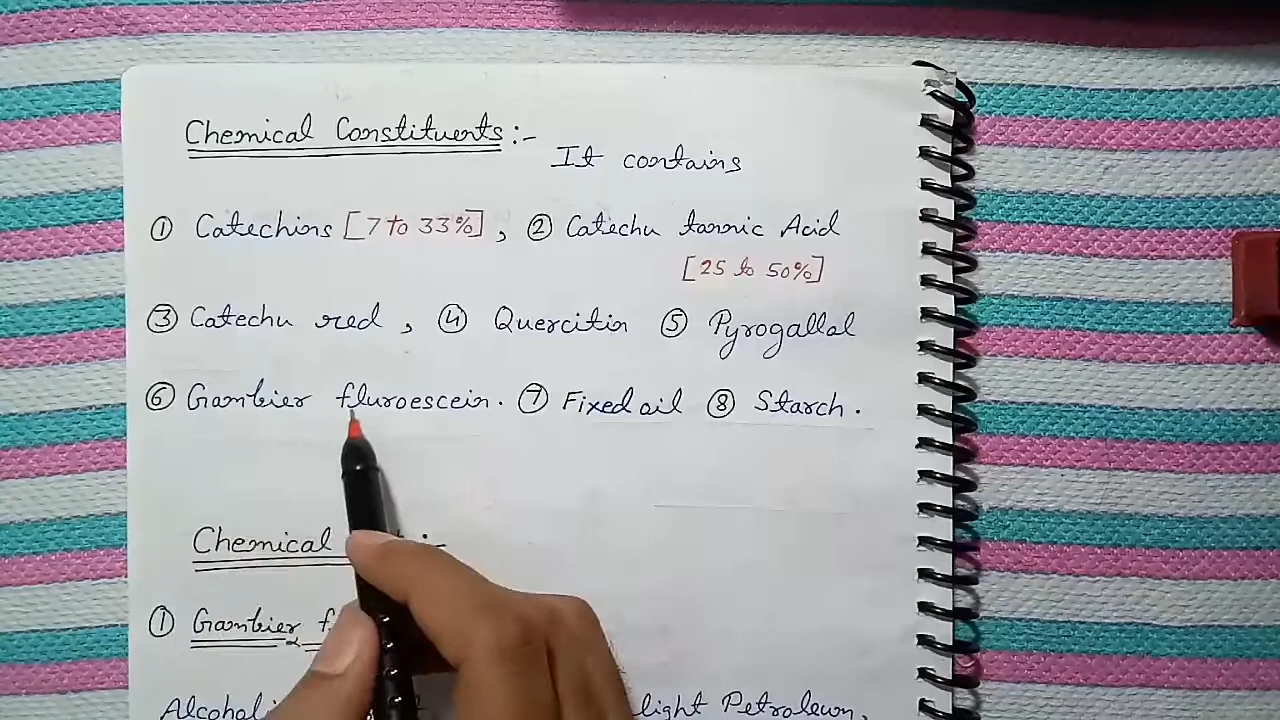 Chemical Constituents :-
It contains
① Catechins [7 to 33%], ② Catechu tannic Acid
[25 to 50%]
③ Catechu red, ④ Quercitin ⑤ Pyrogallol
⑥ Gambier fluroescein. ⑦ Fixed oil ⑧ Starch.
Chemical :-
① Gambier
light Petroleum,